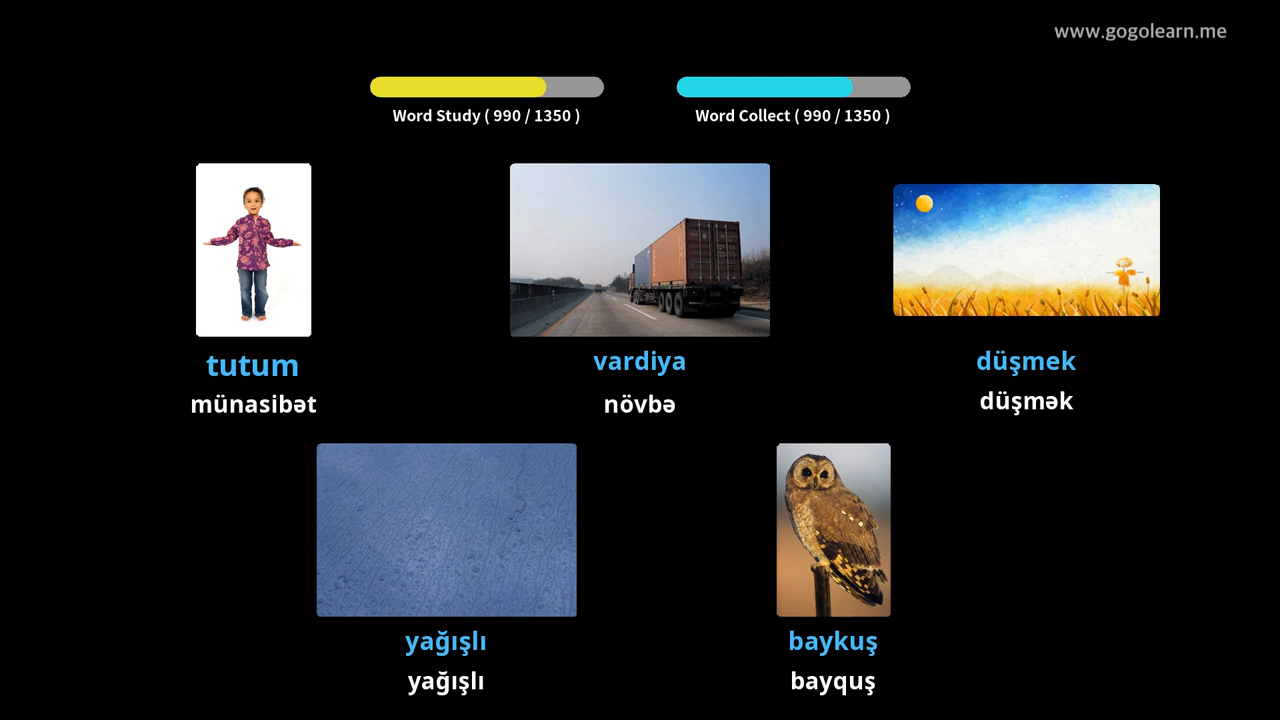 www.gogolearn.me
Word Study ( 990 / 1350 )
Word Collect ( 990 / 1350 )
tutum
münasibət
vardiya
növbə
düşmek
düşmək
yağışlı
yağışlı
baykuş
bayquş